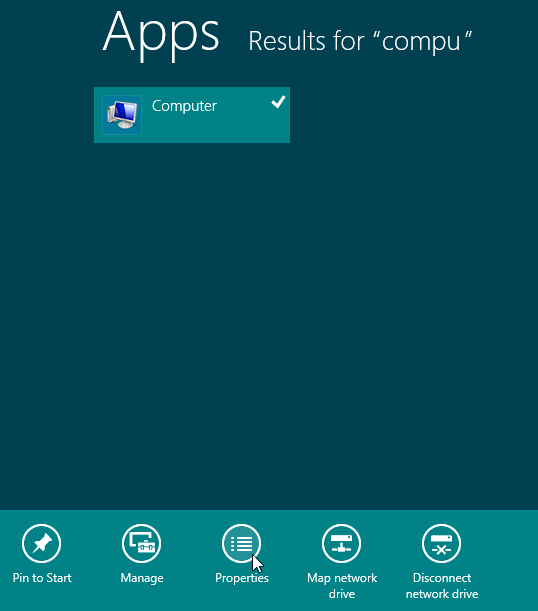 Apps Results for “compu”
Computer
Pin to Start
Manage
Properties
Map network
drive
Disconnect
network drive